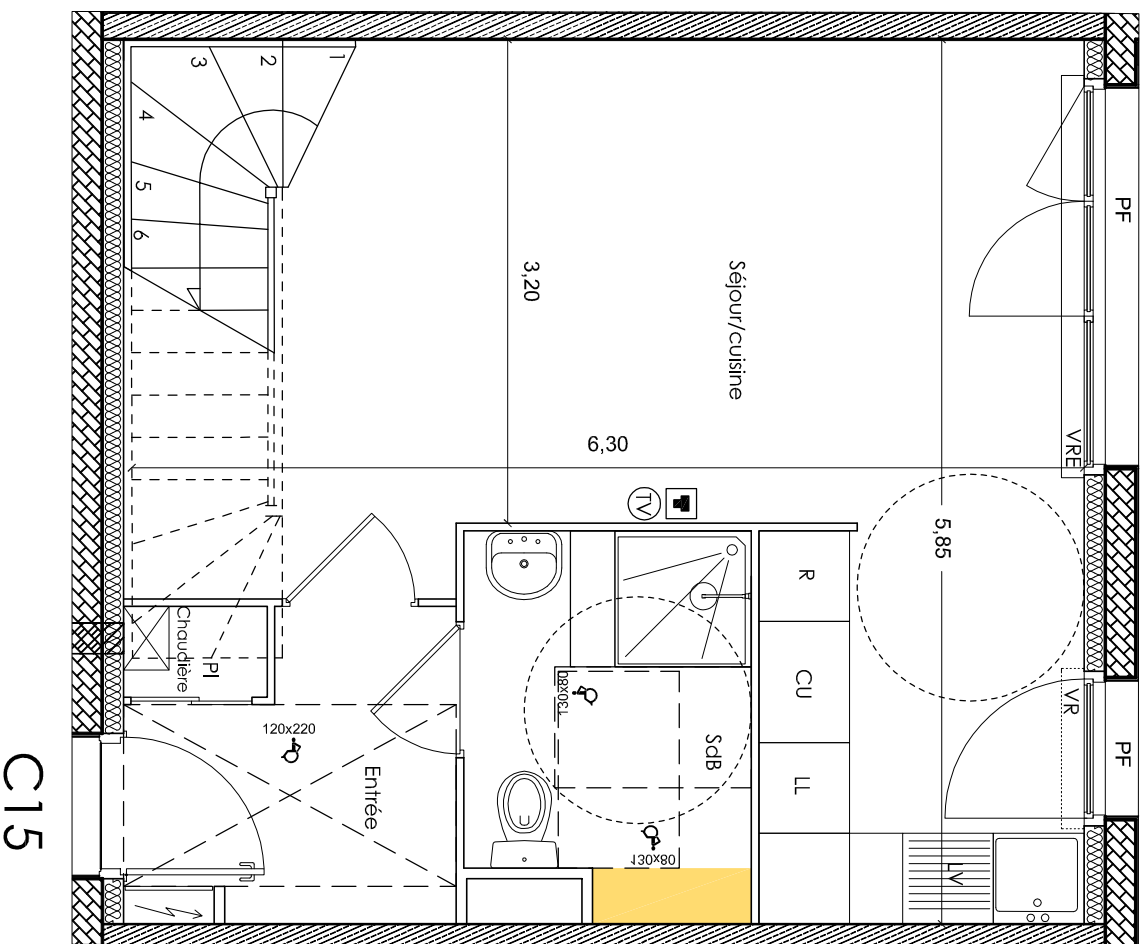 1
2
3
4
5
6
PF
Séjour/cuisine
3,20
6,30
VRE
TV
5,85
R
CU
LL
LV
VR
PF
Chaudière
Pl
120x220
Entrée
130x80
SdB
130x80
C15